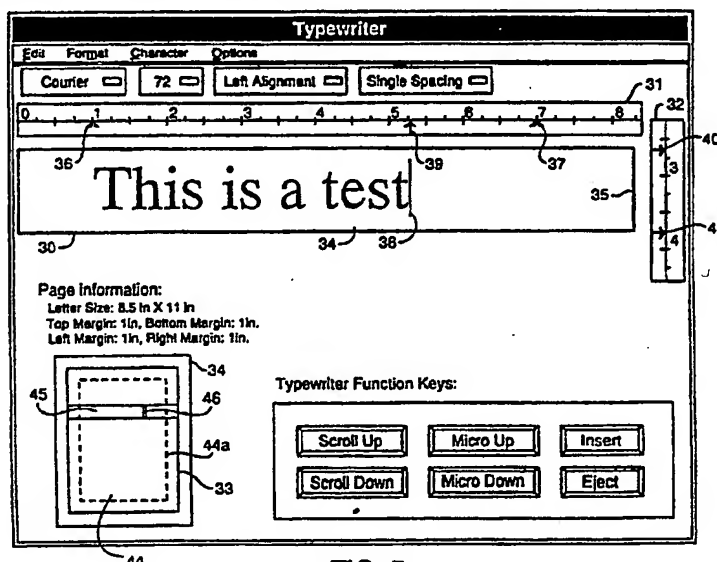 Typewriter
Edit Format Character Options
Courier 72 Left Alignment Single Spacing
31
32
0 1 2 3 4 5 6 7 8
36 39 37
40
3
This is a test
35
4
30 34 38
Page information:
Letter Size: 8.5 in X 11 in
Top Margin: 1in, Bottom Margin: 1in.
Left Margin: 1in, Right Margin: 1in.
34
45 46
44a
33
44
Typewriter Function Keys:
Scroll Up Micro Up Insert
Scroll Down Micro Down Eject